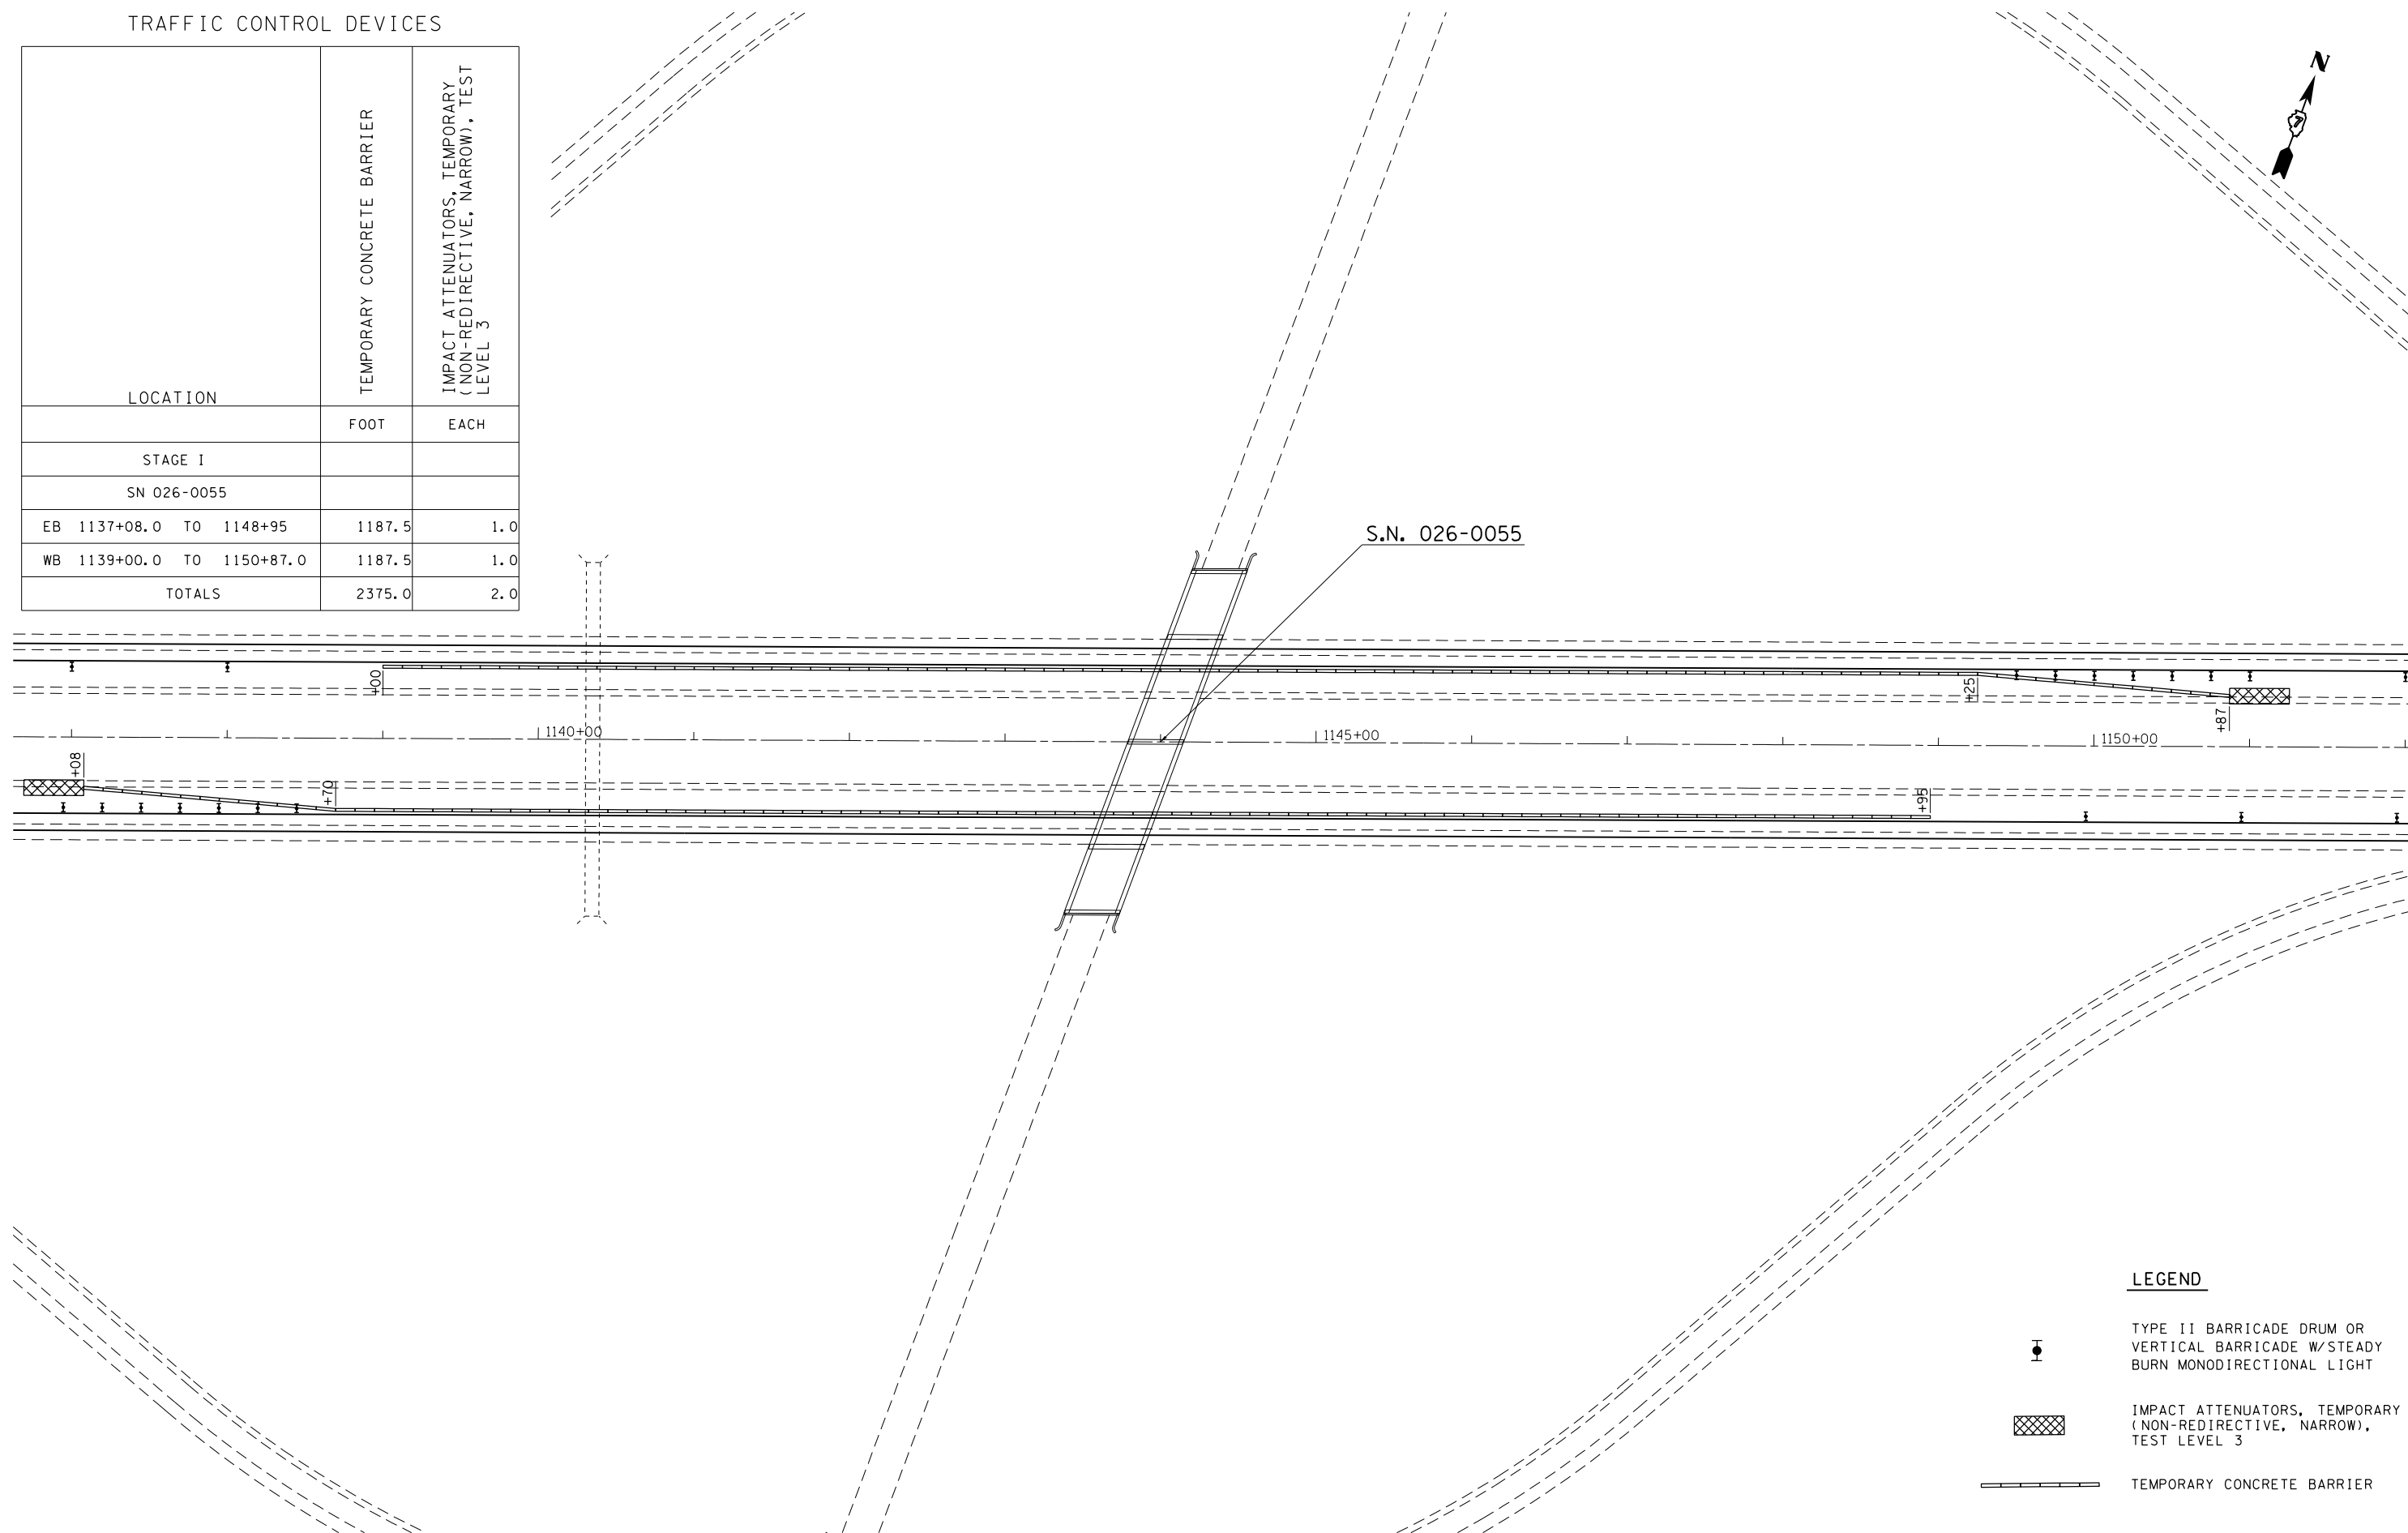 TRAFFIC CONTROL DEVICES
LOCATION
TEMPORARY CONCRETE BARRIER
IMPACT ATTENUATORS, TEMPORARY
(NON-REDIRECTIVE, NARROW), TEST
LEVEL 3
FOOT EACH
STAGE I
SN 026-0055
EB 1137+08.0 TO 1148+95 1187.5 1.0
WB 1139+00.0 TO 1150+87.0 1187.5 1.0
TOTALS 2375.0 2.0
N
7
S.N. 026-0055
+00
+25
+87
1140+00
1145+00
1150+00
+08
+70
+95
LEGEND
TYPE II BARRICADE DRUM OR
VERTICAL BARRICADE W/STEADY
BURN MONODIRECTIONAL LIGHT
IMPACT ATTENUATORS, TEMPORARY
(NON-REDIRECTIVE, NARROW),
TEST LEVEL 3
TEMPORARY CONCRETE BARRIER